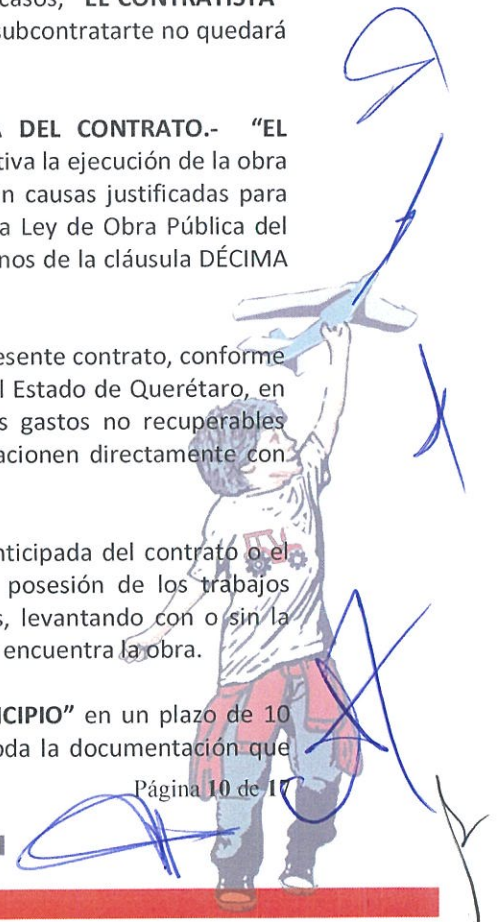 casos, "EL CONTRATISTA"
subcontratarte no quedará
DEL CONTRATO.- "EL
tiva la ejecución de la obra
n causas justificadas para
a Ley de Obra Pública del
nos de la cláusula DÉCIMA
esente contrato, conforme
l Estado de Querétaro, en
s gastos no recuperables
acionen directamente con
nticipada del contrato o el
posesión de los trabajos
s, levantando con o sin la
encuentra la obra.
ICIPIO" en un plazo de 10
oda la documentación que
Página 10 de 17